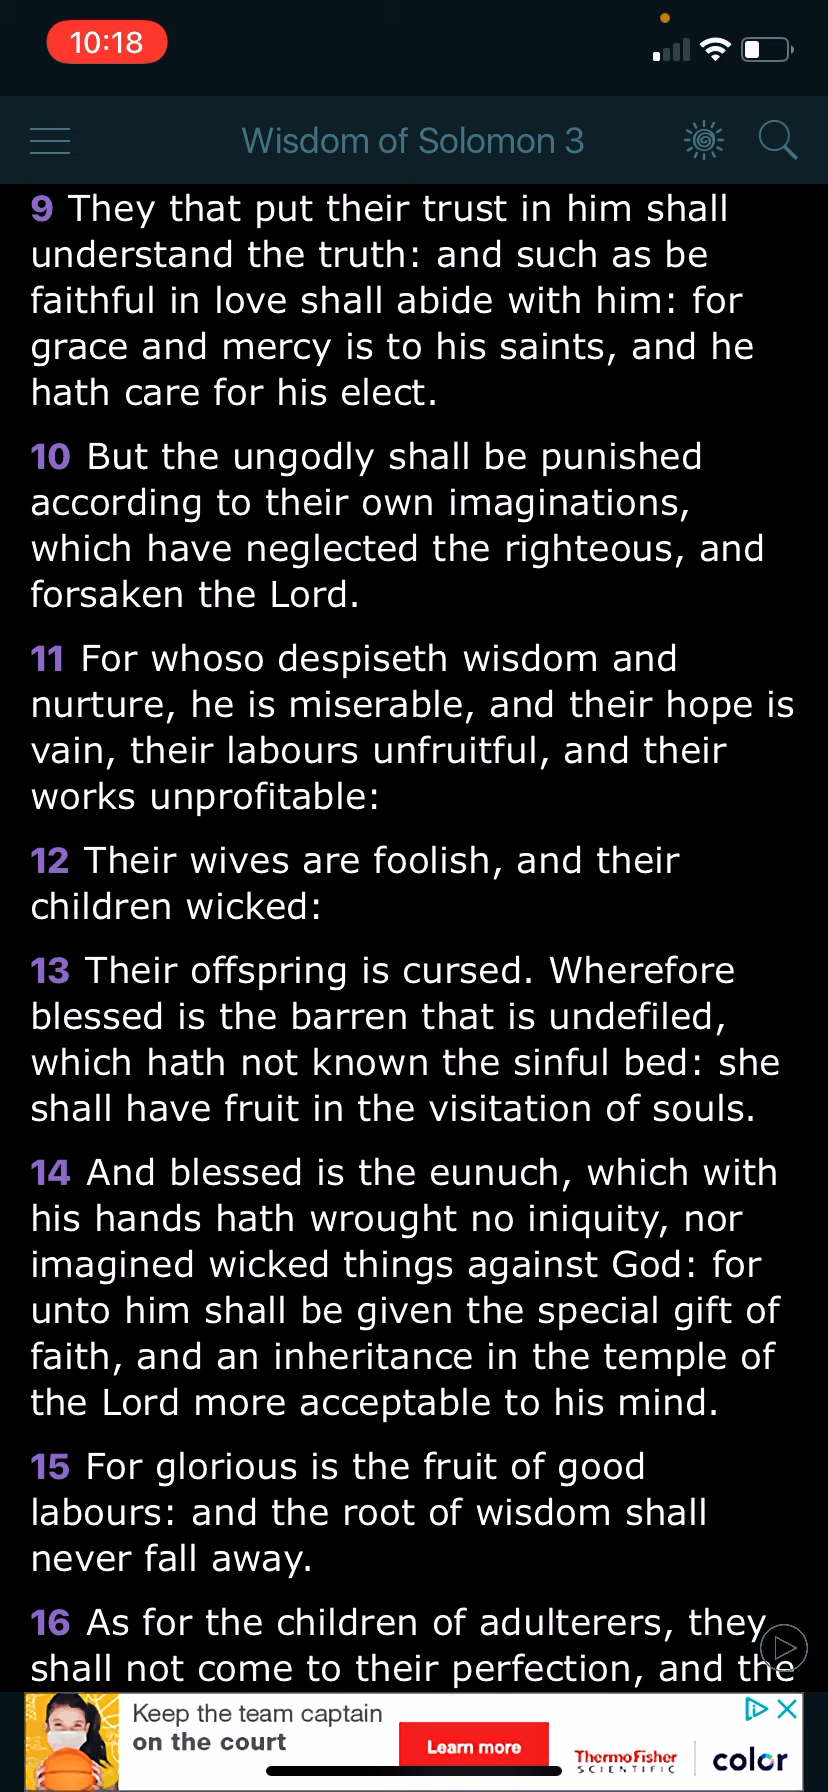 10:18
Wisdom of Solomon 3
9 They that put their trust in him shall
understand the truth: and such as be
faithful in love shall abide with him: for
grace and mercy is to his saints, and he
hath care for his elect.
10 But the ungodly shall be punished
according to their own imaginations,
which have neglected the righteous, and
forsaken the Lord.
11 For whoso despiseth wisdom and
nurture, he is miserable, and their hope is
vain, their labours unfruitful, and their
works unprofitable:
12 Their wives are foolish, and their
children wicked:
13 Their offspring is cursed. Wherefore
blessed is the barren that is undefiled,
which hath not known the sinful bed: she
shall have fruit in the visitation of souls.
14 And blessed is the eunuch, which with
his hands hath wrought no iniquity, nor
imagined wicked things against God: for
unto him shall be given the special gift of
faith, and an inheritance in the temple of
the Lord more acceptable to his mind.
15 For glorious is the fruit of good
labours: and the root of wisdom shall
never fall away.
16 As for the children of adulterers, they
shall not come to their perfection, and the
Keep the team captain
on the court
Learn more
ThermoFisher
SCIENTIFIC
color